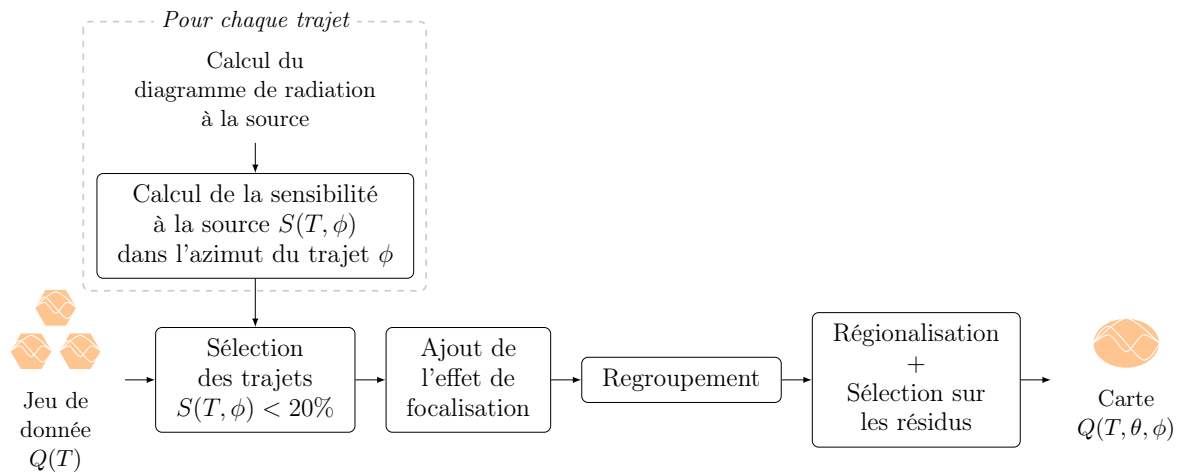 Pour chaque trajet
Calcul du
diagramme de radiation
à la source
Calcul de la sensibilité
à la source S(T, ϕ)
dans l'azimut du trajet ϕ
Jeu de
donnée
Q(T)
Sélection
des trajets
S(T, ϕ) < 20%
Ajout de
l'effet de
focalisation
Regroupement
Régionalisation
+
Sélection sur
les résidus
Carte
Q(T, θ, ϕ)